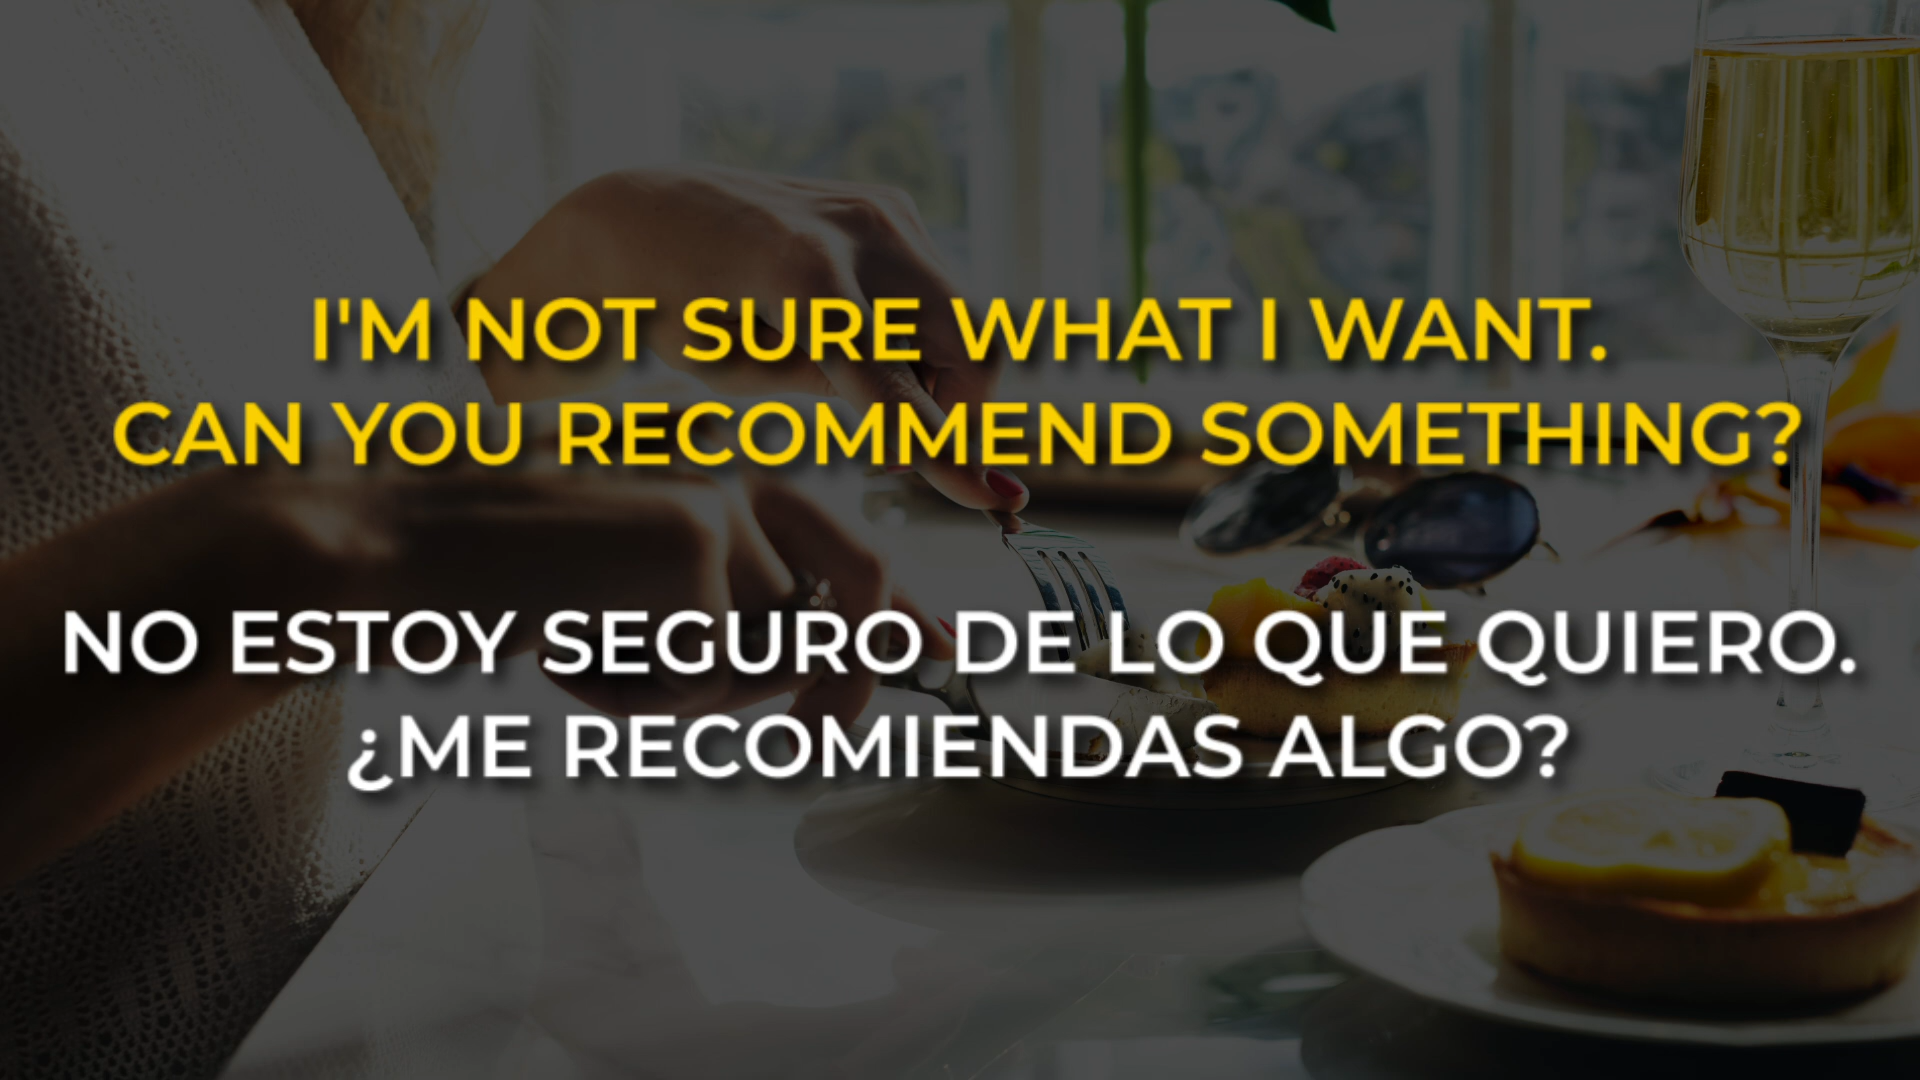 I'M NOT SURE WHAT I WANT.
CAN YOU RECOMMEND SOMETHING?
NO ESTOY SEGURO DE LO QUE QUIERO.
¿ME RECOMIENDAS ALGO?